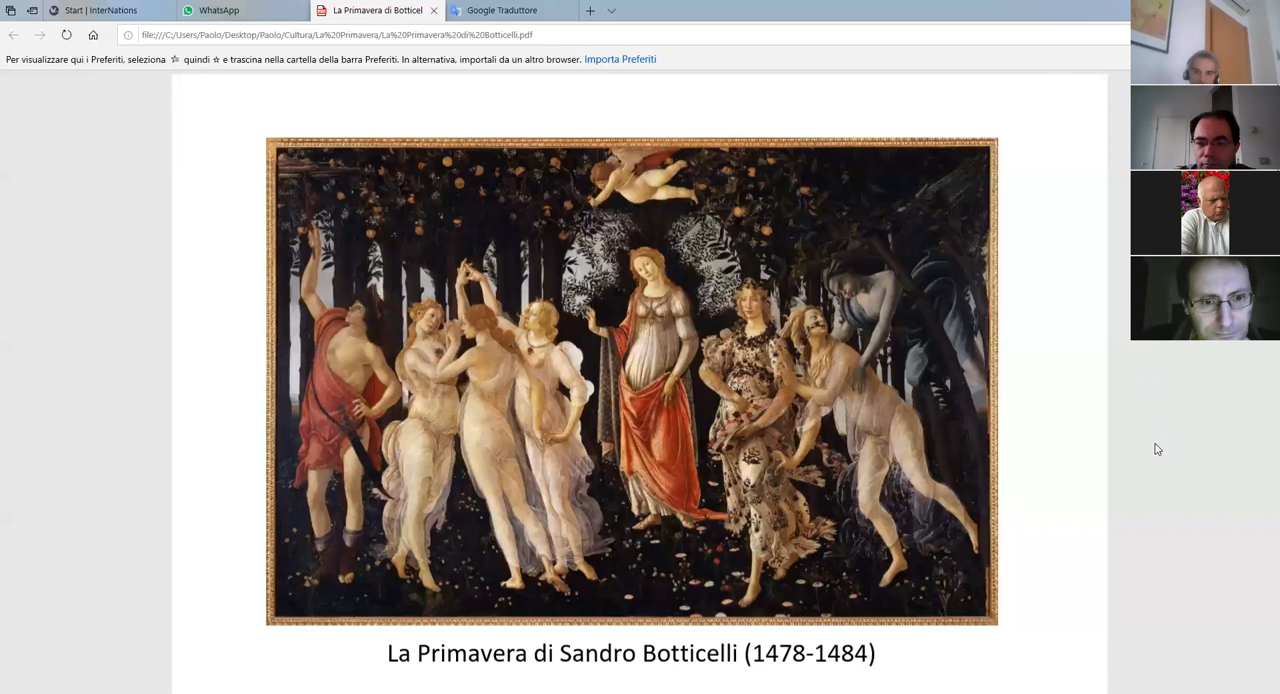 Start | InterNations
WhatsApp
La Primavera di Botticel
Google Traduttore
file:///C:/Users/Paolo/Desktop/Paolo/Cultura/La%20Primavera/La%20Primavera%20di%20Botticelli.pdf
Per visualizzare qui i Preferiti, seleziona quindi ☆ e trascina nella cartella della barra Preferiti. In alternativa, importali da un altro browser. Importa Preferiti
La Primavera di Sandro Botticelli (1478-1484)